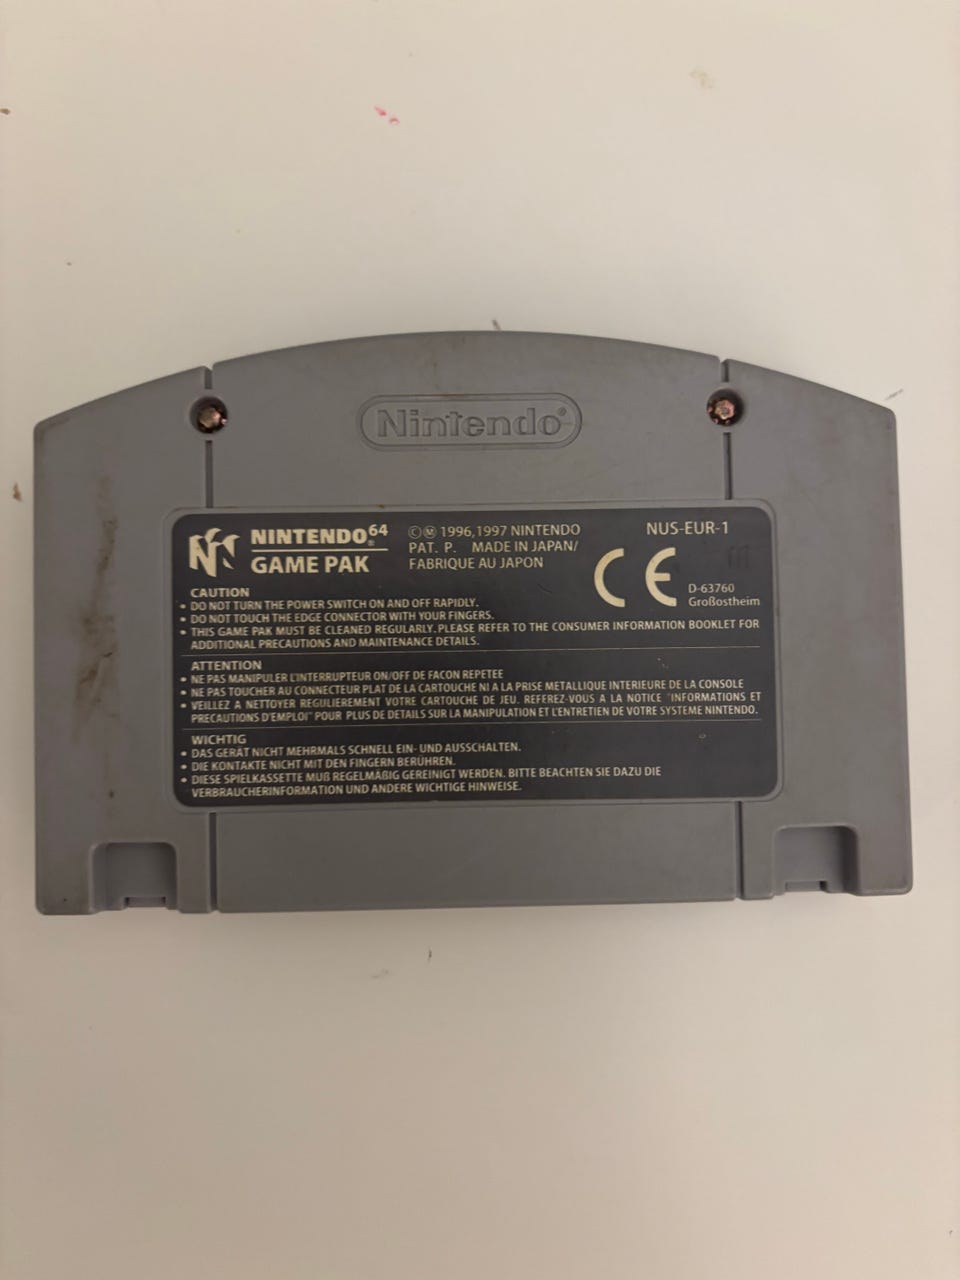 Nintendo®
NINTENDO®64
GAME PAK
©Ⓜ 1996,1997 NINTENDO
PAT. P. MADE IN JAPAN/
FABRIQUE AU JAPON
NUS-EUR-1
CE
D-63760
Großostheim
CAUTION
• DO NOT TURN THE POWER SWITCH ON AND OFF RAPIDLY.
• DO NOT TOUCH THE EDGE CONNECTOR WITH YOUR FINGERS.
• THIS GAME PAK MUST BE CLEANED REGULARLY. PLEASE REFER TO THE CONSUMER INFORMATION BOOKLET FOR
ADDITIONAL PRECAUTIONS AND MAINTENANCE DETAILS.
ATTENTION
• NE PAS MANIPULER L'INTERRUPTEUR ON/OFF DE FACON REPETEE
• NE PAS TOUCHER AU CONNECTEUR PLAT DE LA CARTOUCHE NI A LA PRISE METALLIQUE INTERIEURE DE LA CONSOLE
• VEILLEZ A NETTOYER REGULIEREMENT VOTRE CARTOUCHE DE JEU. REFEREZ-VOUS A LA NOTICE "INFORMATIONS ET
PRECAUTIONS D'EMPLOI" POUR PLUS DE DETAILS SUR LA MANIPULATION ET L'ENTRETIEN DE VOTRE SYSTEME NINTENDO.
WICHTIG
• DAS GERÄT NICHT MEHRMALS SCHNELL EIN- UND AUSSCHALTEN.
• DIE KONTAKTE NICHT MIT DEN FINGERN BERÜHREN.
• DIESE SPIELKASSETTE MUß REGELMÄßIG GEREINIGT WERDEN. BITTE BEACHTEN SIE DAZU DIE
VERBRAUCHERINFORMATION UND ANDERE WICHTIGE HINWEISE.